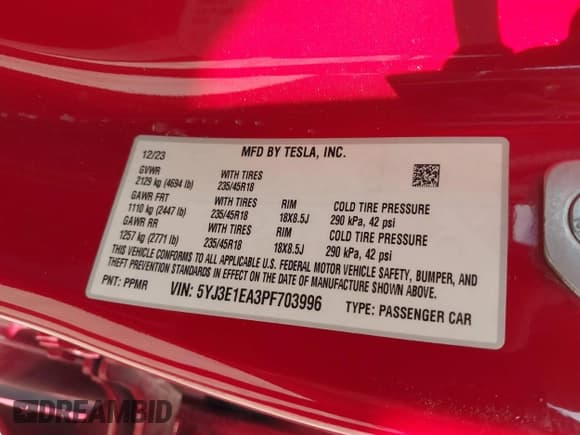 12/23 MFD BY TESLA, INC.
GVWR WITH TIRES
2129 kg (4694 lb) 235/45R18
GAWR FRT WITH TIRES RIM COLD TIRE PRESSURE
1110 kg (2447 lb) 235/45R18 18X8.5J 290 kPa, 42 psi
GAWR RR WITH TIRES RIM COLD TIRE PRESSURE
1257 kg (2771 lb) 235/45R18 18X8.5J 290 kPa, 42 psi
THIS VEHICLE CONFORMS TO ALL APPLICABLE U.S. FEDERAL MOTOR VEHICLE SAFETY, BUMPER, AND
THEFT PREVENTION STANDARDS IN EFFECT ON THE DATE OF MANUFACTURE SHOWN ABOVE.
PNT: PPMR VIN: 5YJ3E1EA3PF703996 TYPE: PASSENGER CAR
DREAMBID